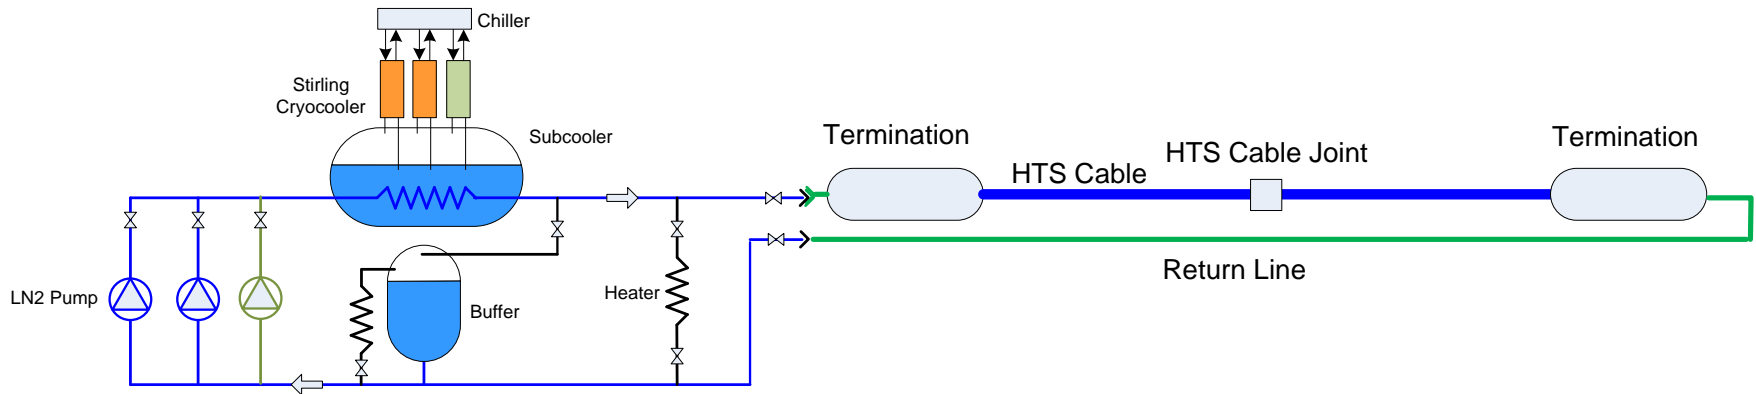 Chiller
Stirling
Cryocooler
Subcooler
Termination
HTS Cable
HTS Cable Joint
Termination
LN2 Pump
Buffer
Heater
Return Line